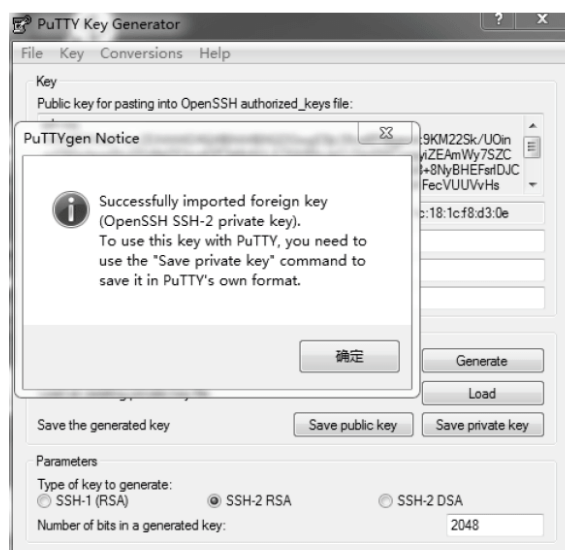 PuTTY Key Generator
? X
File Key Conversions Help
Key
Public key for pasting into OpenSSH authorized_keys file:
PuTTYgen Notice
:9KM22Sk/UOin
yiZEAmWy7SZC
+8NyBHEFsrlDJC
FecVUUVvHs
Successfully imported foreign key
(OpenSSH SSH-2 private key).
To use this key with PuTTY, you need to
use the "Save private key" command to
save it in PuTTY's own format.
:18:1c:f8:d3:0e
确定
Generate
Load
Save the generated key
Save public key
Save private key
Parameters
Type of key to generate:
SSH-1 (RSA) SSH-2 RSA SSH-2 DSA
Number of bits in a generated key: 2048